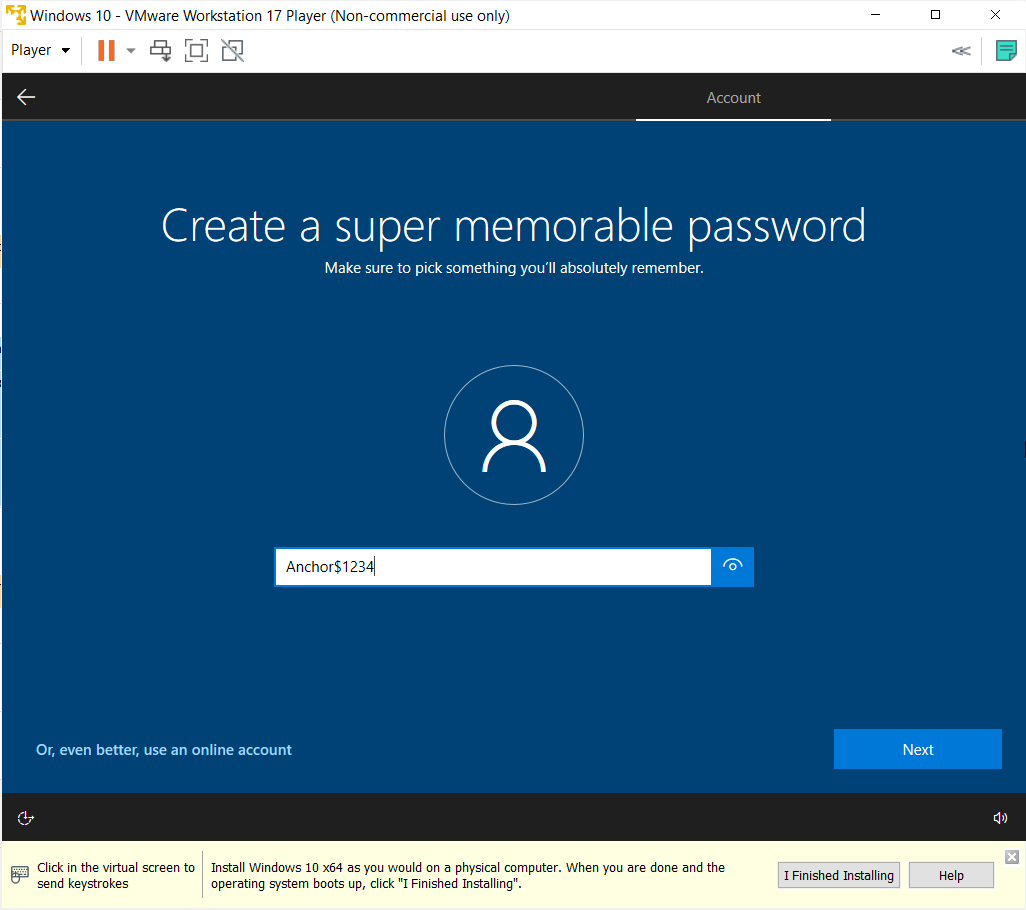 Windows 10 - VMware Workstation 17 Player (Non-commercial use only)
Player
Account
Create a super memorable password
Make sure to pick something you’ll absolutely remember.
Anchor$1234
Or, even better, use an online account
Next
Click in the virtual screen to
send keystrokes
Install Windows 10 x64 as you would on a physical computer. When you are done and the
operating system boots up, click "I Finished Installing".
I Finished Installing
Help